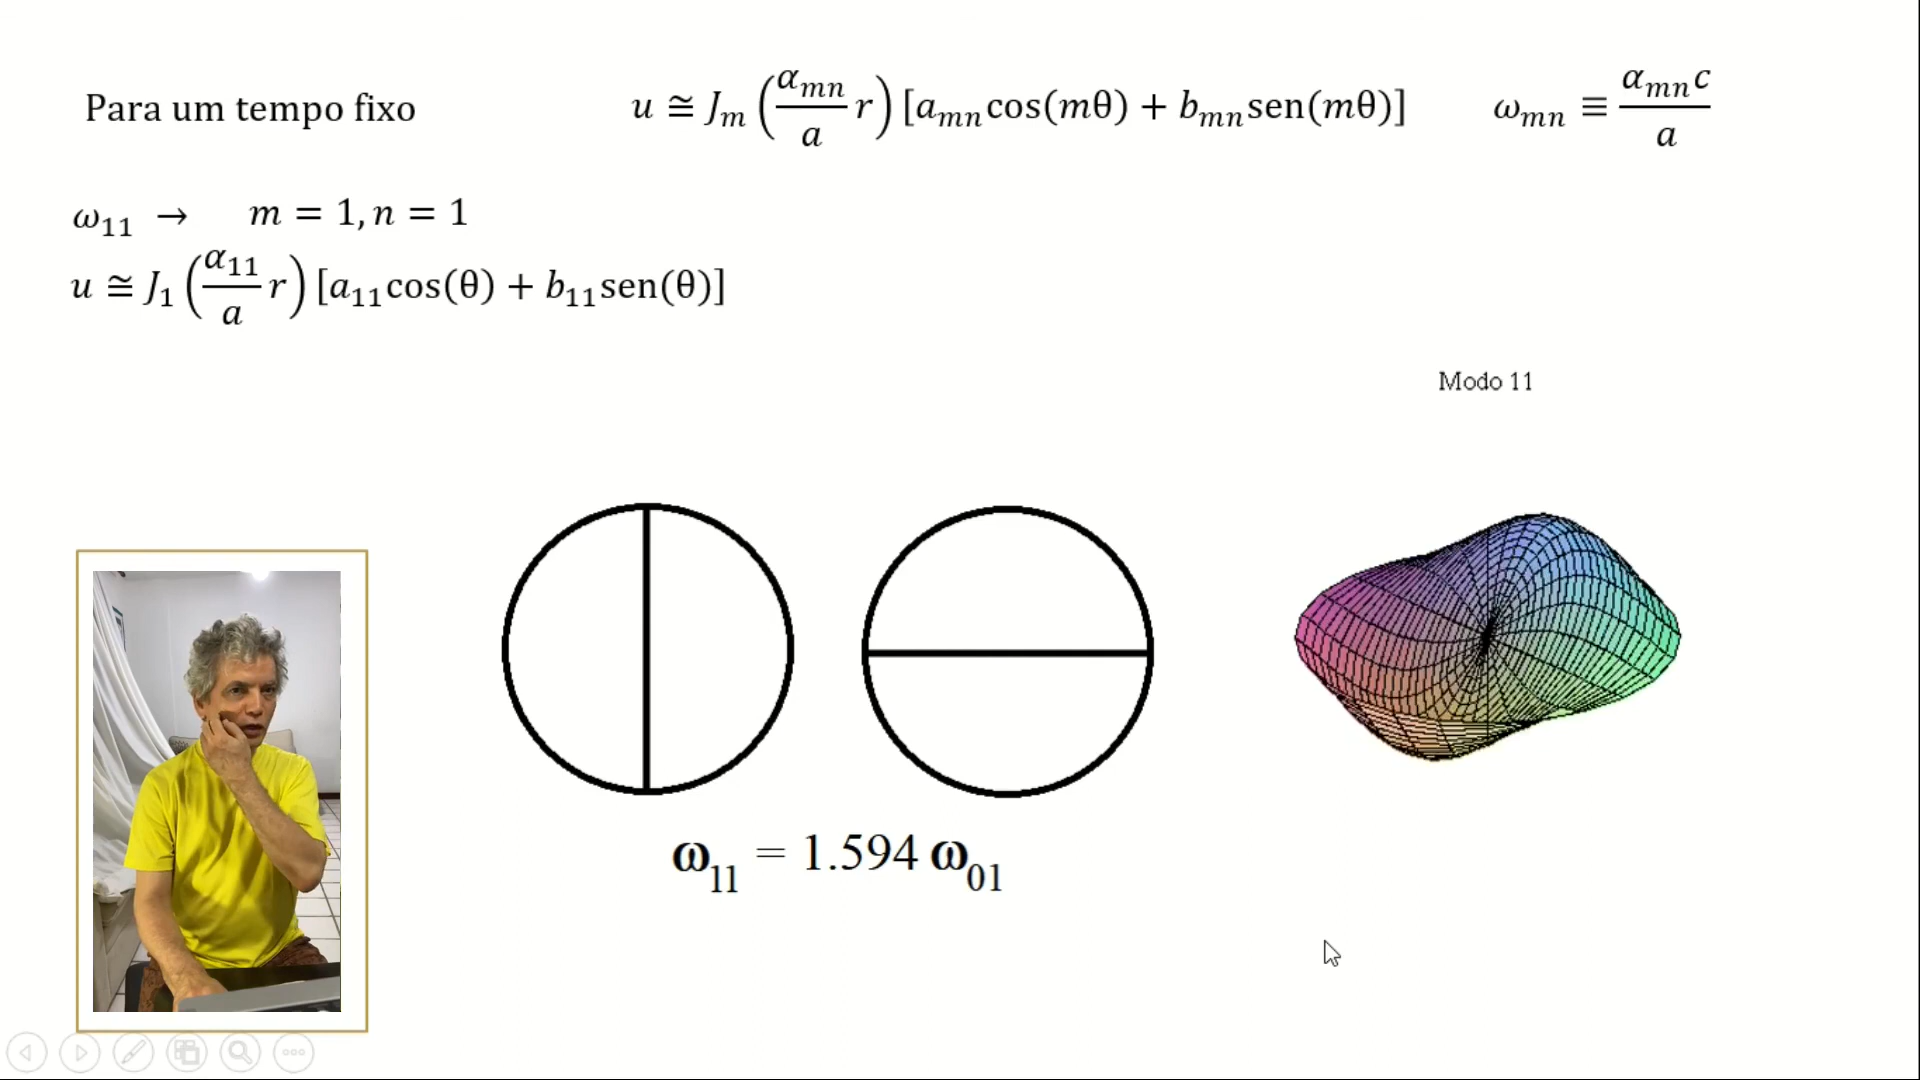 Para um tempo fixo
u ≅ J_m (α_mn/a r) [a_mn cos(mθ) + b_mn sen(mθ)]
ω_mn ≡ α_mn c/a
ω_11 → m = 1, n = 1
u ≅ J_1 (α_11/a r) [a_11 cos(θ) + b_11 sen(θ)]
Modo 11
ω_11 = 1.594 ω_01